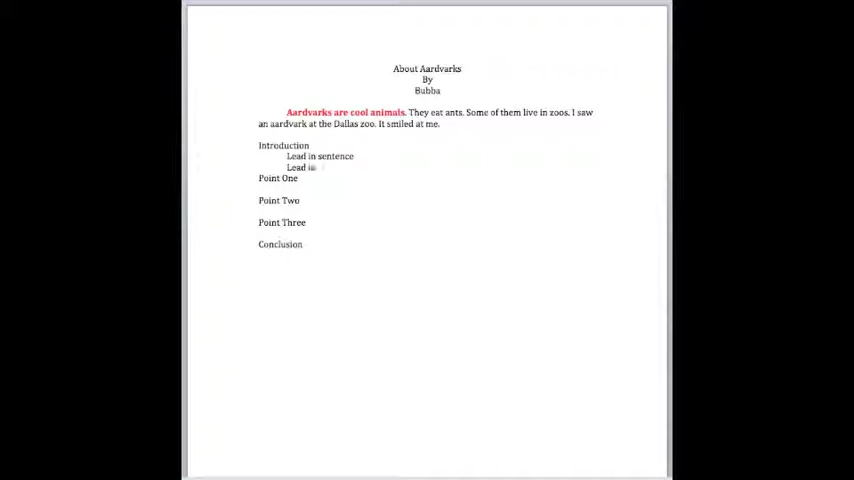 About Aardvarks
By
Bubba
Aardvarks are cool animals. They eat ants. Some of them live in zoos. I saw
an aardvark at the Dallas zoo. It smiled at me.
Introduction
Lead in sentence
Lead
Point One
Point Two
Point Three
Conclusion